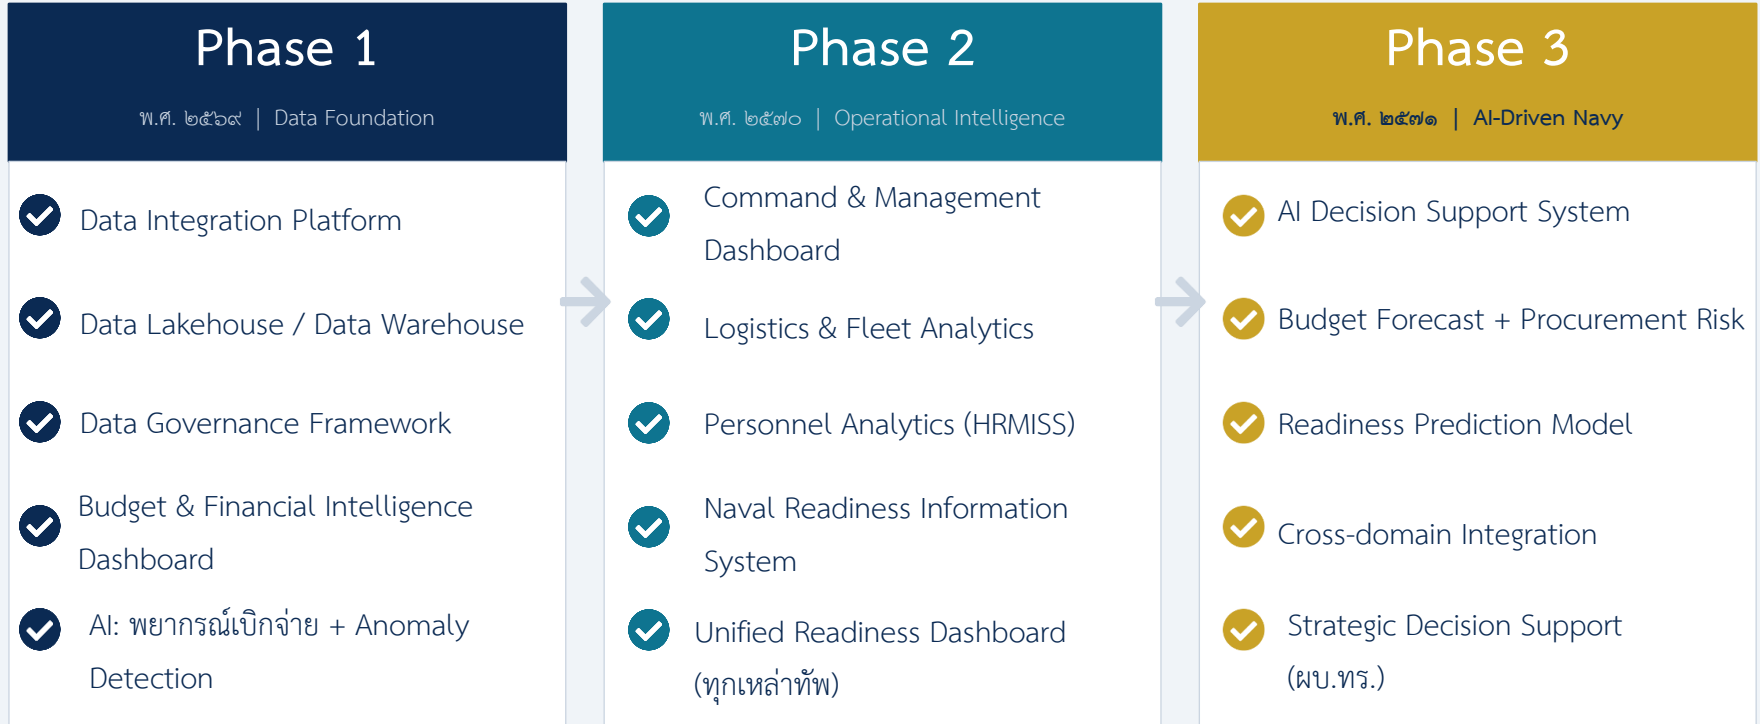 Phase 1
พ.ศ. ๒๕๖๙ | Data Foundation
Data Integration Platform
Data Lakehouse / Data Warehouse
Data Governance Framework
Budget & Financial Intelligence
Dashboard
AI: พยากรณ์เบิกจ่าย + Anomaly
Detection
Phase 2
พ.ศ. ๒๕๗๐ | Operational Intelligence
Command & Management
Dashboard
Logistics & Fleet Analytics
Personnel Analytics (HRMISS)
Naval Readiness Information
System
Unified Readiness Dashboard
(ทุกเหล่าทัพ)
Phase 3
พ.ศ. ๒๕๗๑ | AI-Driven Navy
AI Decision Support System
Budget Forecast + Procurement Risk
Readiness Prediction Model
Cross-domain Integration
Strategic Decision Support
(ผบ.ทร.)